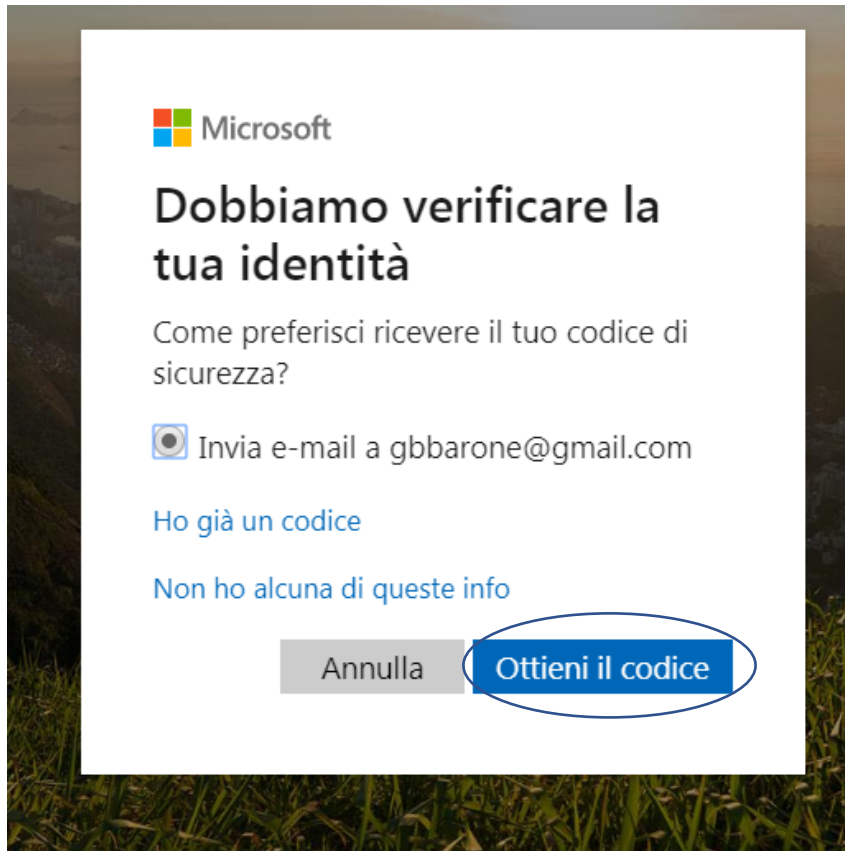 Microsoft
Dobbiamo verificare la
tua identità
Come preferisci ricevere il tuo codice di
sicurezza?
Invia e-mail a gbbarone@gmail.com
Ho già un codice
Non ho alcuna di queste info
Annulla
Ottieni il codice